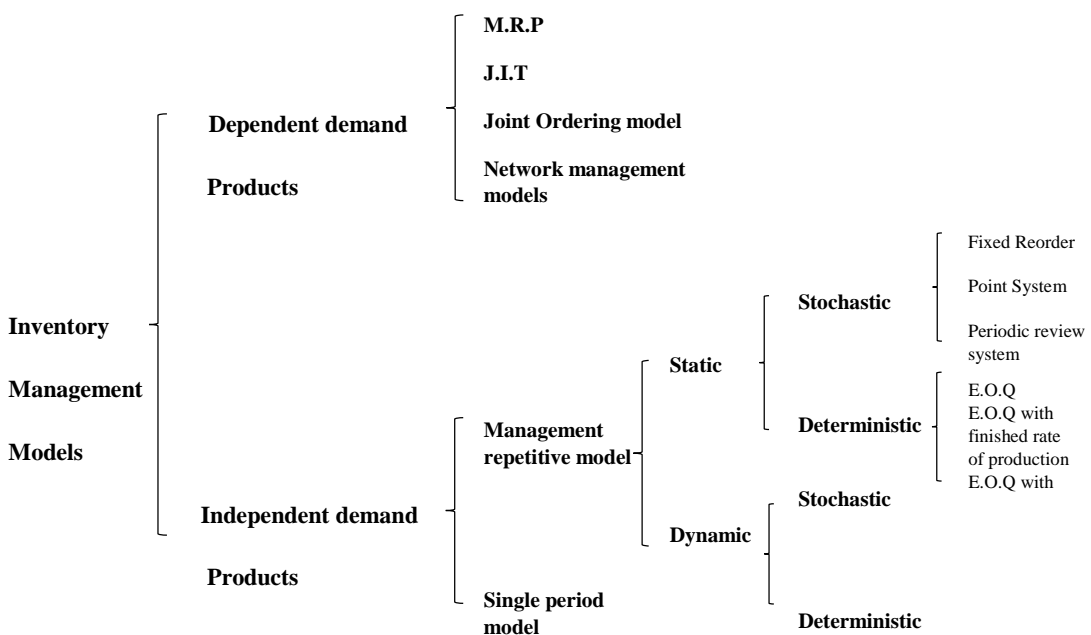 Inventory
Management
Models
Dependent demand
Products
M.R.P
J.I.T
Joint Ordering model
Network management
models
Independent demand
Products
Management
repetitive model
Single period
model
Static
Dynamic
Stochastic
Deterministic
Stochastic
Deterministic
Fixed Reorder
Point System
Periodic review
system
E.O.Q
E.O.Q with
finished rate
of production
E.O.Q with